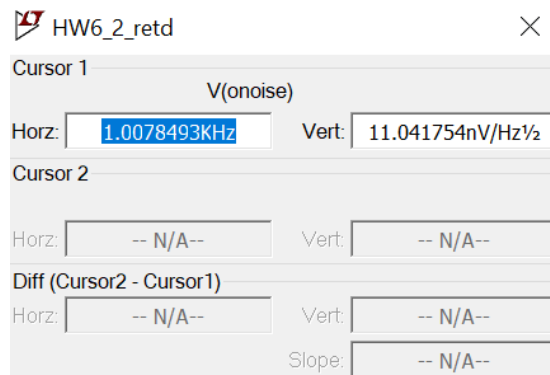 HW6_2_retd
Cursor 1
V(onoise)
Horz: 1.0078493KHz Vert: 11.041754nV/Hz½
Cursor 2
Horz: -- N/A-- Vert: -- N/A--
Diff (Cursor2 - Cursor1)
Horz: -- N/A-- Vert: -- N/A--
Slope: -- N/A--